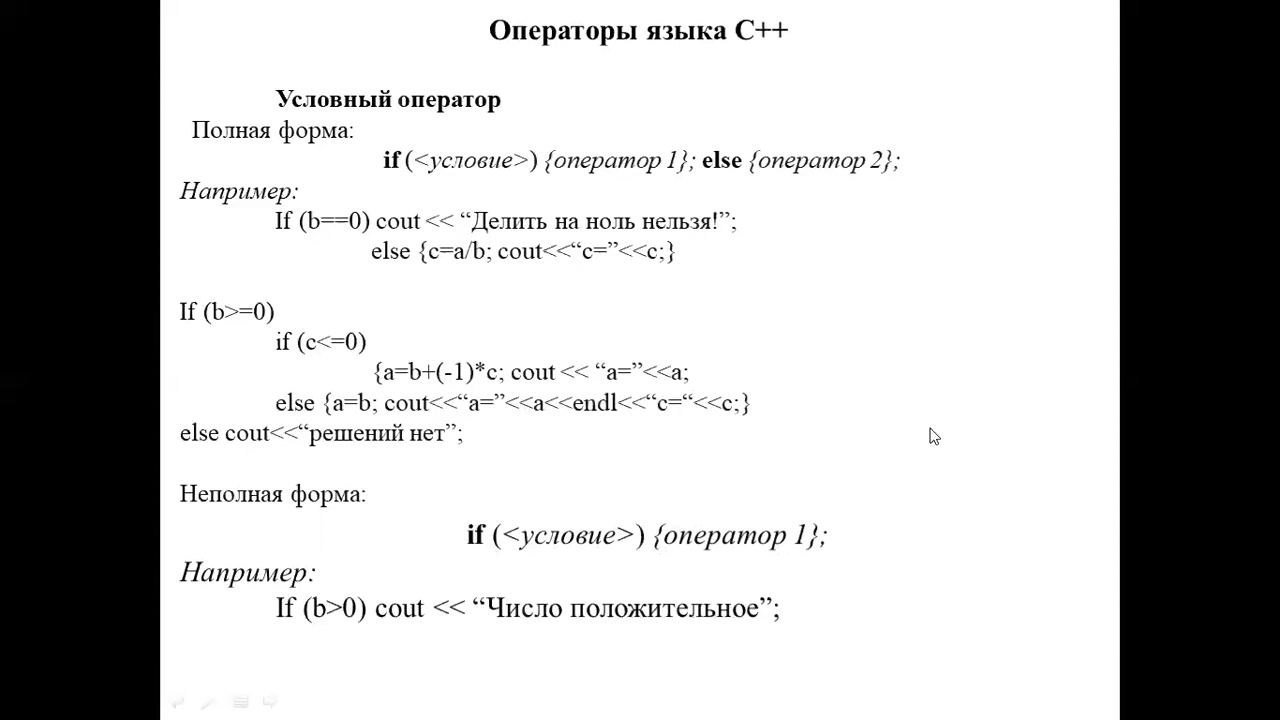 Операторы языка С++
Условный оператор
Полная форма:
if (<условие>) {оператор 1}; else {оператор 2};
Например:
If (b==0) cout << “Делить на ноль нельзя!”;
else {c=a/b; cout<<“c=”<<c;}
If (b>=0)
if (c<=0)
{a=b+(-1)*c; cout << “a=”<<a;
else {a=b; cout<<“a=”<<a<<endl<<“c=“<<c;}
else cout<<“решений нет”;
Неполная форма:
if (<условие>) {оператор 1};
Например:
If (b>0) cout << “Число положительное”;